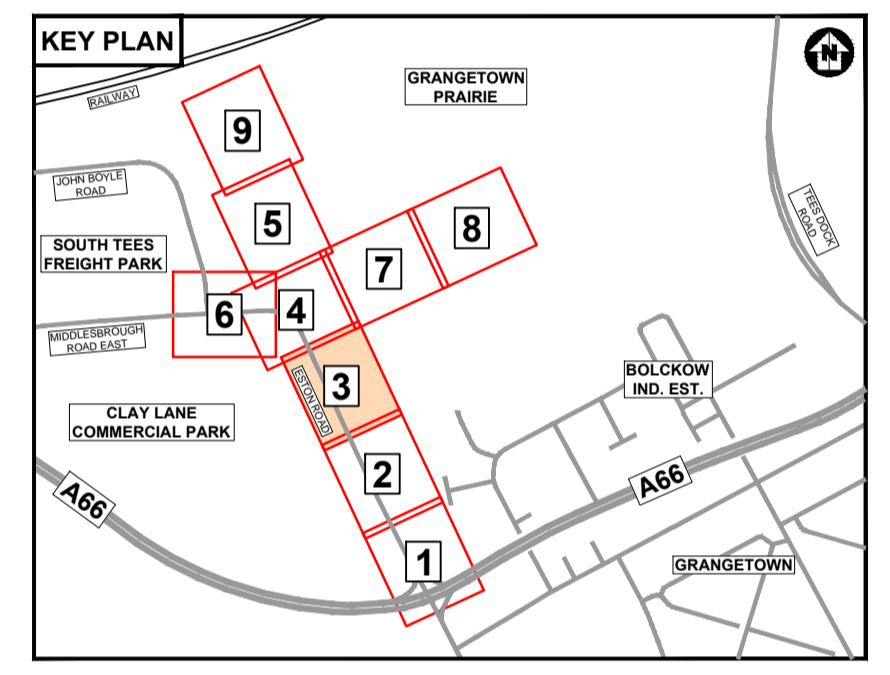 KEY PLAN
N
GRANGETOWN
PRAIRIE
RAILWAY
9
JOHN BOYLE
ROAD
TEES DOCK
ROAD
5
8
SOUTH TEES
FREIGHT PARK
7
6
4
MIDDLESBROUGH
ROAD EAST
3
ESTON ROAD
BOLCKOW
IND. EST.
CLAY LANE
COMMERCIAL PARK
2
A66
A66
1
GRANGETOWN